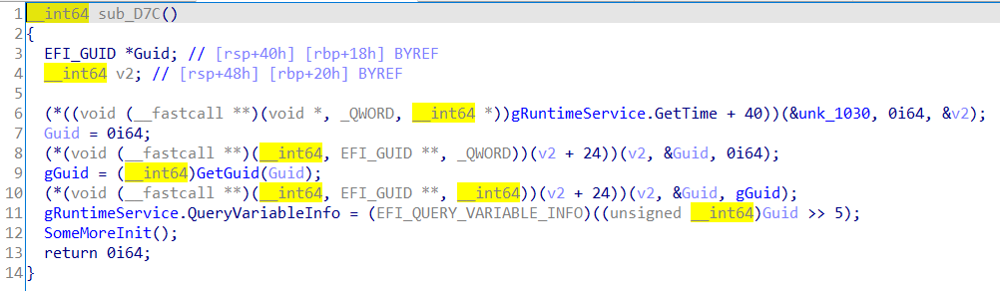 1 __int64 sub_D7C()
2 {
3 EFI_GUID *Guid; // [rsp+40h] [rbp+18h] BYREF
4 __int64 v2; // [rsp+48h] [rbp+20h] BYREF
5
6 (*((void (__fastcall **)(void *, _QWORD, __int64 *))gRuntimeService.GetTime + 40))(&unk_1030, 0i64, &v2);
7 Guid = 0i64;
8 (*(void (__fastcall **)(__int64, EFI_GUID **, _QWORD))(v2 + 24))(v2, &Guid, 0i64);
9 gGuid = (__int64)GetGuid(Guid);
10 (*(void (__fastcall **)(__int64, EFI_GUID **, __int64))(v2 + 24))(v2, &Guid, gGuid);
11 gRuntimeService.QueryVariableInfo = (EFI_QUERY_VARIABLE_INFO)((unsigned __int64)Guid >> 5);
12 SomeMoreInit();
13 return 0i64;
14 }